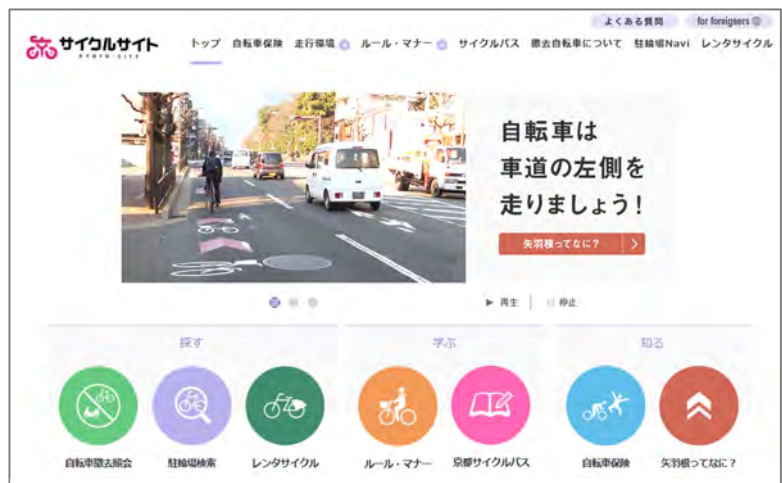 よくある質問
for foreigners
サイクルサイト
トップ 自転車保険 走行環境 ルール・マナー サイクルパス 撤去自転車について 駐輪場Navi レンタサイクル
自転車は
車道の左側を
走りましょう!
矢羽根ってなに?
再生
停止
探す
学ぶ
知る
自転車撤去照会
駐輪場検索
レンタサイクル
ルール・マナー
京都サイクルパス
自転車保険
矢羽根ってなに?